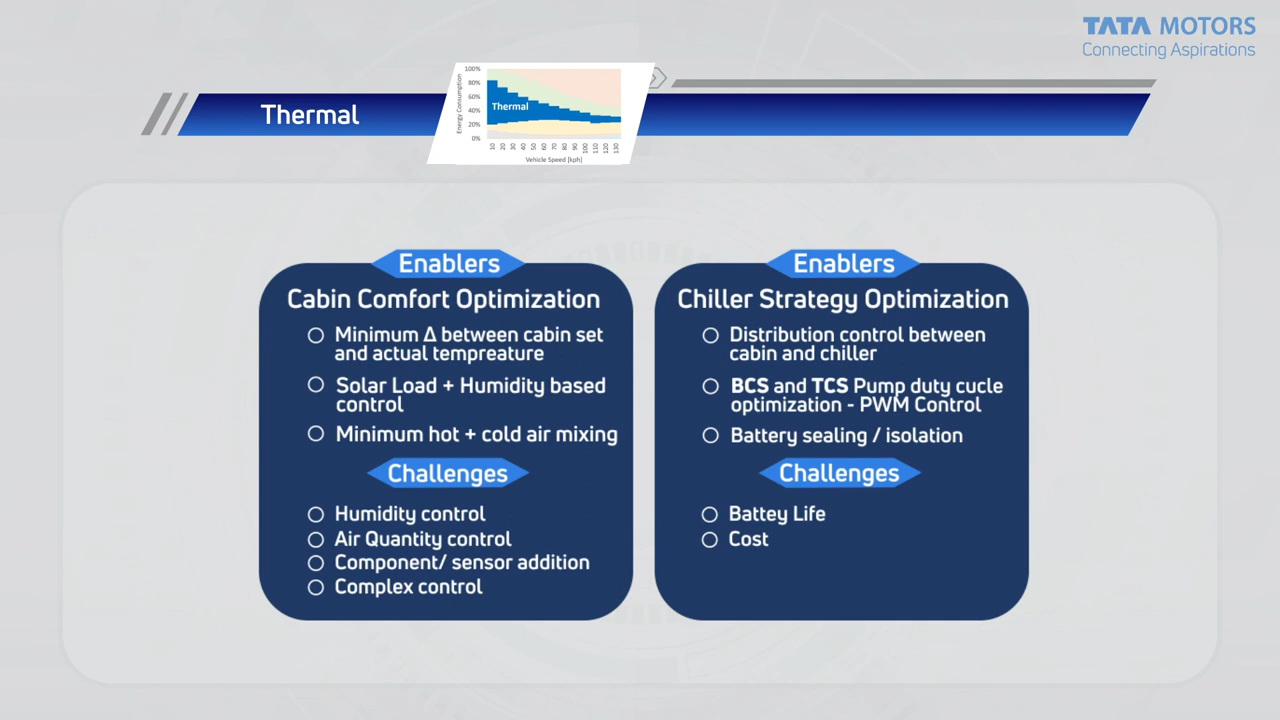 TATA MOTORS
Connecting Aspirations
Thermal
Energy Consumption
100%
80%
60%
40%
20%
0%
Thermal
10 20 30 40 50 60 70 80 90 100 110 120 130
Vehicle Speed [kph]
Enablers
Cabin Comfort Optimization
Minimum Δ between cabin set
and actual tempreature
Solar Load + Humidity based
control
Minimum hot + cold air mixing
Challenges
Humidity control
Air Quantity control
Component/ sensor addition
Complex control
Enablers
Chiller Strategy Optimization
Distribution control between
cabin and chiller
BCS and TCS Pump duty cucle
optimization - PWM Control
Battery sealing / isolation
Challenges
Battey Life
Cost